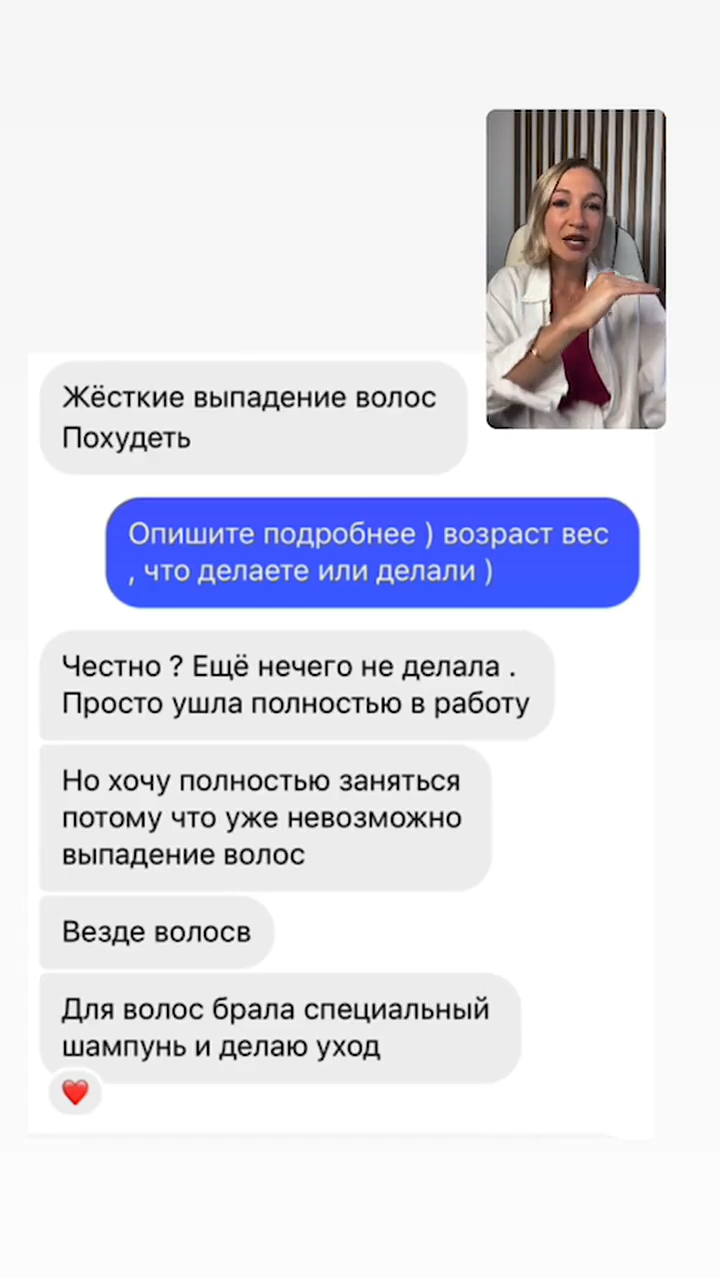 Жёсткие выпадение волос
Похудеть
Опишите подробнее ) возраст вес
, что делаете или делали )
Честно ? Ещё нечего не делала .
Просто ушла полностью в работу
Но хочу полностью заняться
потому что уже невозможно
выпадение волос
Везде волосв
Для волос брала специальный
шампунь и делаю уход